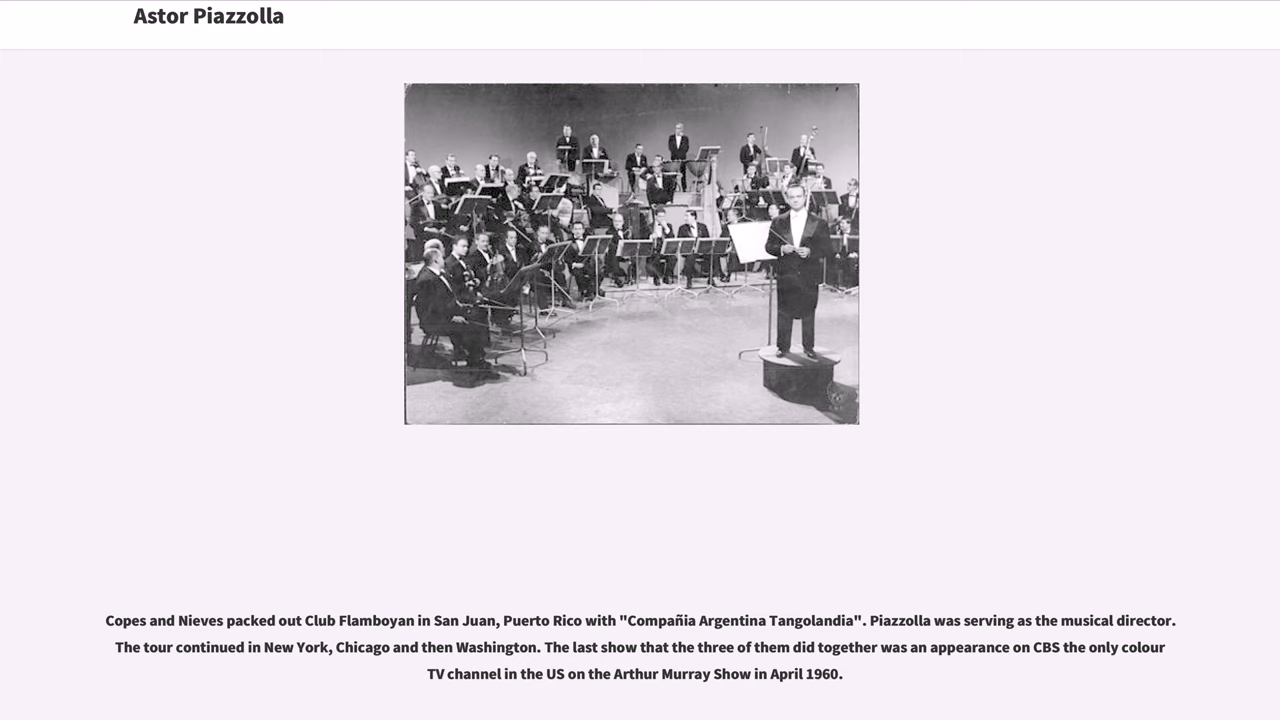 Astor Piazzolla
Copes and Nieves packed out Club Flamboyan in San Juan, Puerto Rico with "Compañia Argentina Tangolandia". Piazzolla was serving as the musical director.
The tour continued in New York, Chicago and then Washington. The last show that the three of them did together was an appearance on CBS the only colour
TV channel in the US on the Arthur Murray Show in April 1960.